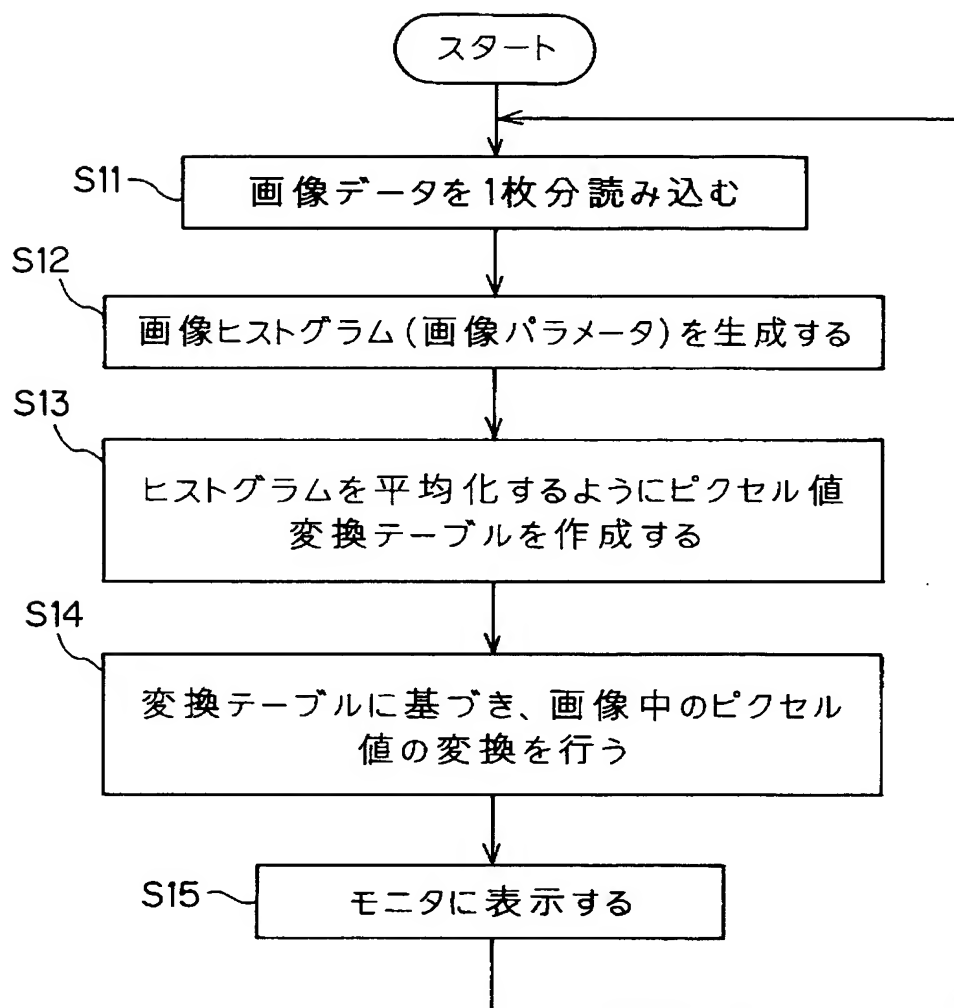 スタート
S11
画像データを1枚分読み込む
S12
画像ヒストグラム(画像パラメータ)を生成する
S13
ヒストグラムを平均化するようにピクセル値
変換テーブルを作成する
S14
変換テーブルに基づき、画像中のピクセル
値の変換を行う
S15
モニタに表示する